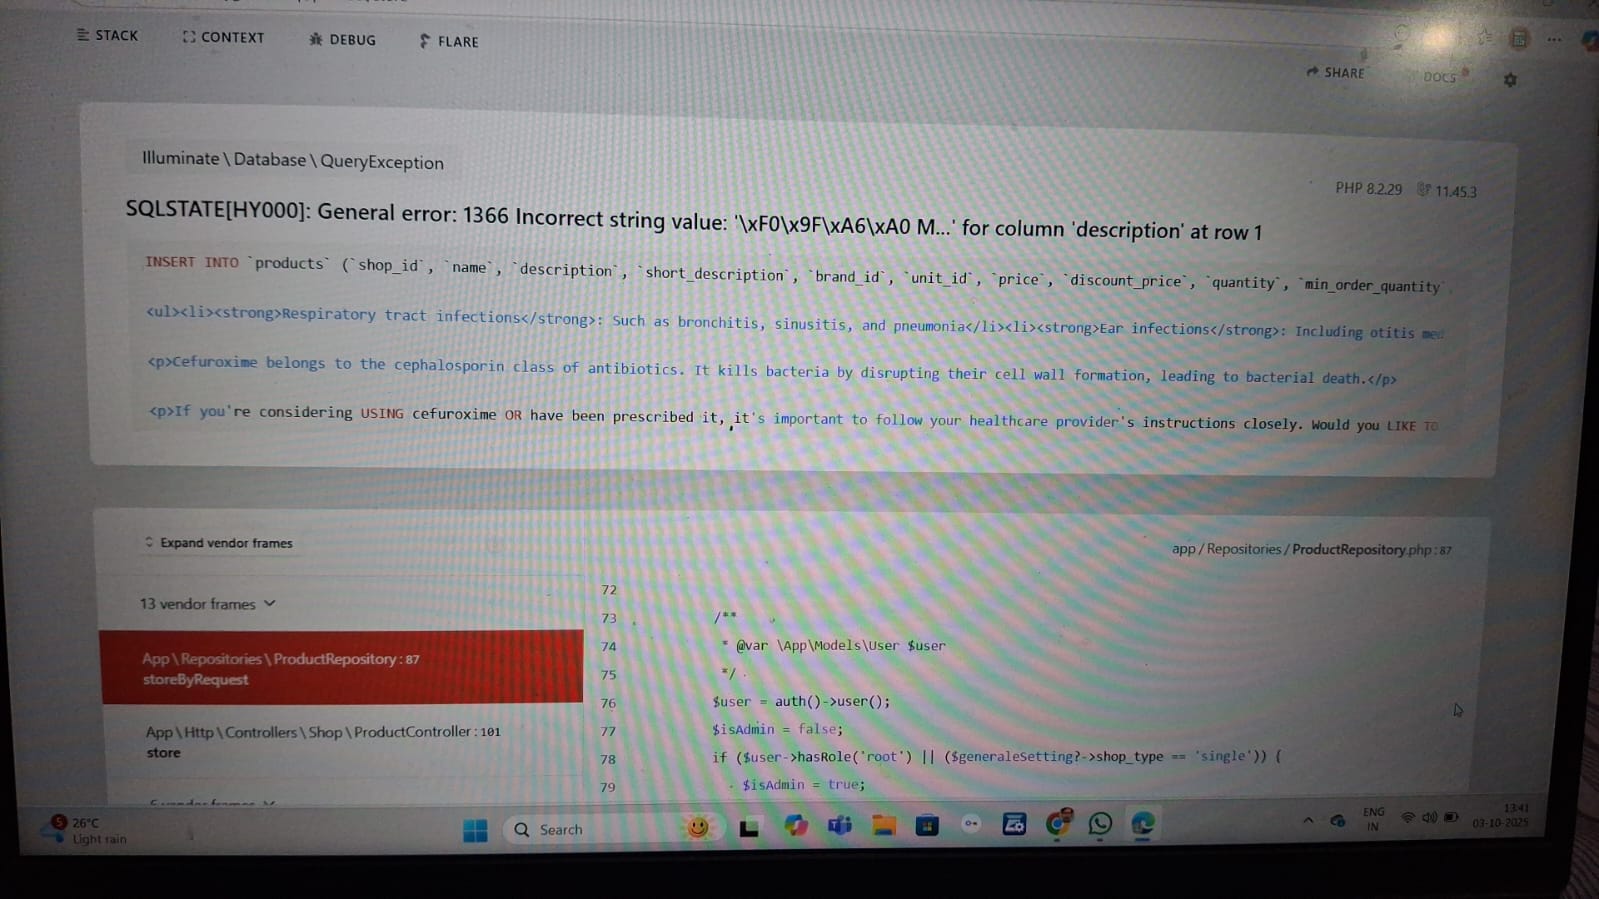 STACK CONTEXT DEBUG FLARE
SHARE DOCS
Illuminate \ Database \ QueryException
PHP 8.2.29 11.45.3
SQLSTATE[HY000]: General error: 1366 Incorrect string value: '\xF0\x9F\xA6\xA0 M...' for column 'description' at row 1
INSERT INTO `products` (`shop_id`, `name`, `description`, `short_description`, `brand_id`, `unit_id`, `price`, `discount_price`, `quantity`, `min_order_quantity`
<ul><li><strong>Respiratory tract infections</strong>: Such as bronchitis, sinusitis, and pneumonia</li><li><strong>Ear infections</strong>: Including otitis med
<p>Cefuroxime belongs to the cephalosporin class of antibiotics. It kills bacteria by disrupting their cell wall formation, leading to bacterial death.</p>
<p>If you're considering USING cefuroxime OR have been prescribed it, it's important to follow your healthcare provider's instructions closely. Would you LIKE TO
Expand vendor frames
app / Repositories / ProductRepository.php : 87
13 vendor frames
App \ Repositories \ ProductRepository : 87
storeByRequest
App \ Http \ Controllers \ Shop \ ProductController : 101
store
72
73 /**
74 * @var \App\Models\User $user
75 */
76 $user = auth()->user();
77 $isAdmin = false;
78 if ($user->hasRole('root') || ($generaleSetting?->shop_type == 'single')) {
79 $isAdmin = true;
5
26°C
Light rain
Search
ENG
IN
13:41
03-10-2025